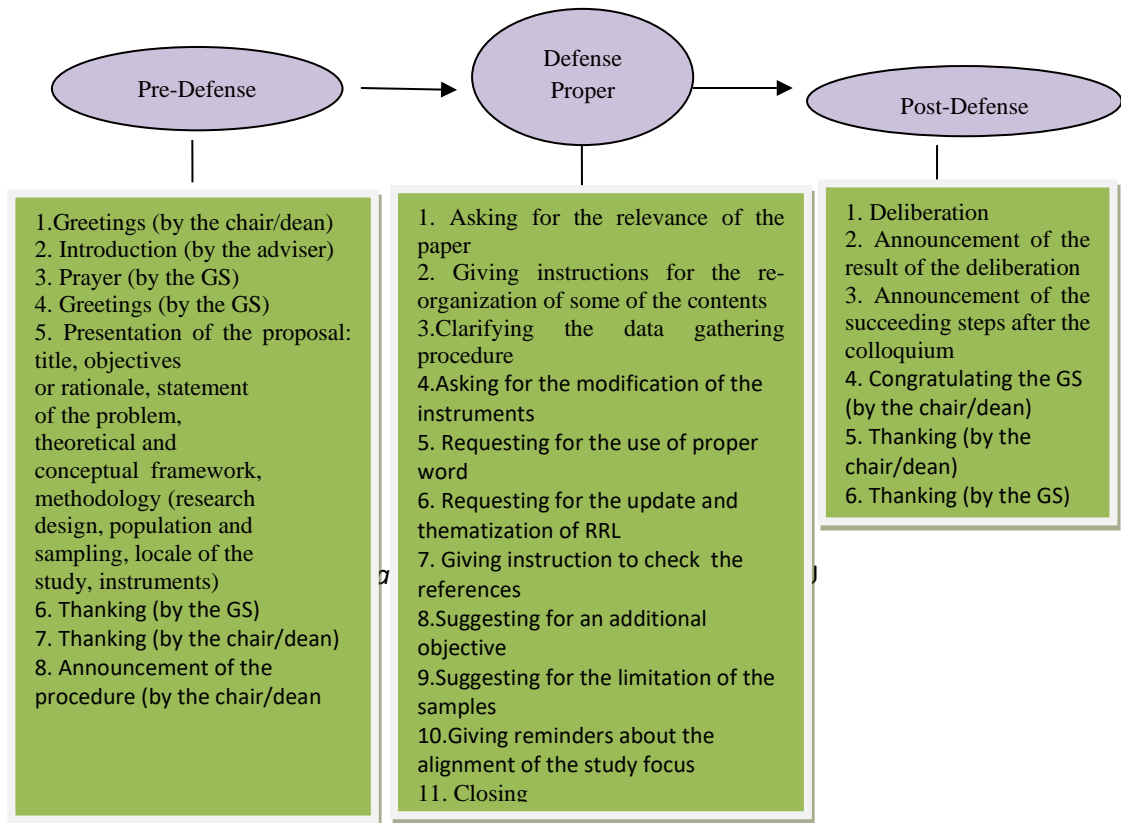 Pre-Defense
Defense
Proper
Post-Defense
1.Greetings (by the chair/dean)
2. Introduction (by the adviser)
3. Prayer (by the GS)
4. Greetings (by the GS)
5. Presentation of the proposal:
title, objectives
or rationale, statement
of the problem,
theoretical and
conceptual framework,
methodology (research
design, population and
sampling, locale of the
study, instruments)
6. Thanking (by the GS)
7. Thanking (by the chair/dean)
8. Announcement of the
procedure (by the chair/dean
1. Asking for the relevance of the
paper
2. Giving instructions for the re-
organization of some of the contents
3.Clarifying the data gathering
procedure
4.Asking for the modification of the
instruments
5. Requesting for the use of proper
word
6. Requesting for the update and
thematization of RRL
7. Giving instruction to check the
references
8.Suggesting for an additional
objective
9.Suggesting for the limitation of the
samples
10.Giving reminders about the
alignment of the study focus
11. Closing
1. Deliberation
2. Announcement of the
result of the deliberation
3. Announcement of the
succeeding steps after the
colloquium
4. Congratulating the GS
(by the chair/dean)
5. Thanking (by the
chair/dean)
6. Thanking (by the GS)